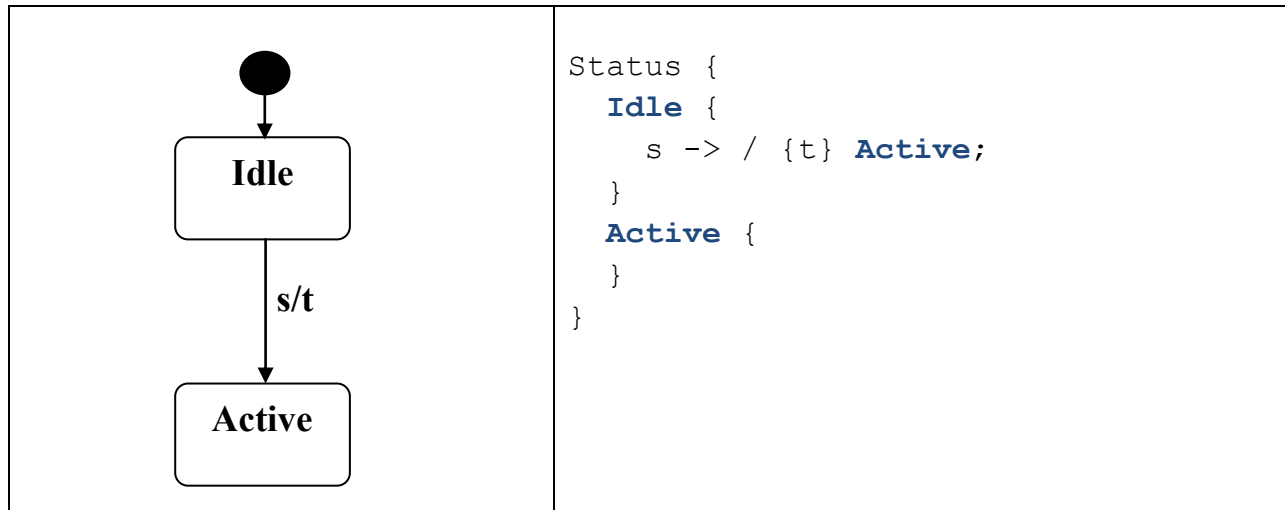 Idle
s/t
Active
Status {
  Idle {
    s -> / {t} Active;
  }
  Active {
  }
}